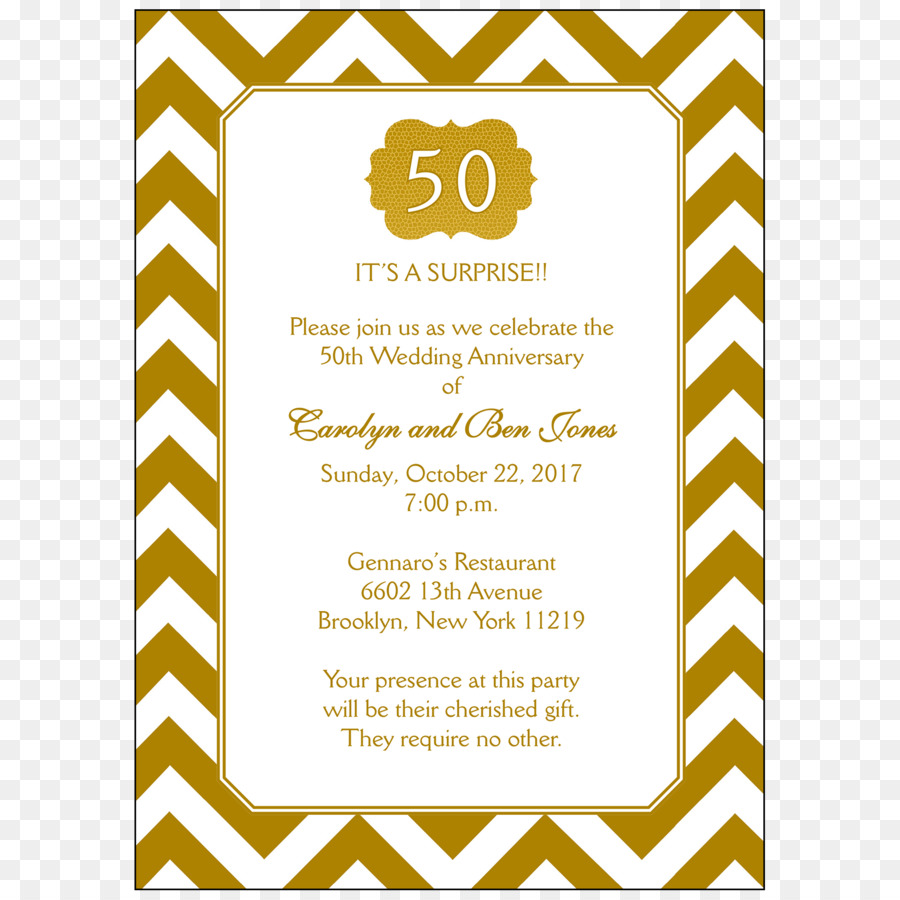 50
IT'S A SURPRISE!!
Please join us as we celebrate the
50th Wedding Anniversary
of
Carolyn and Ben Jones
Sunday, October 22, 2017
7:00 p.m.
Gennaro's Restaurant
6602 13th Avenue
Brooklyn, New York 11219
Your presence at this party
will be their cherished gift.
They require no other.